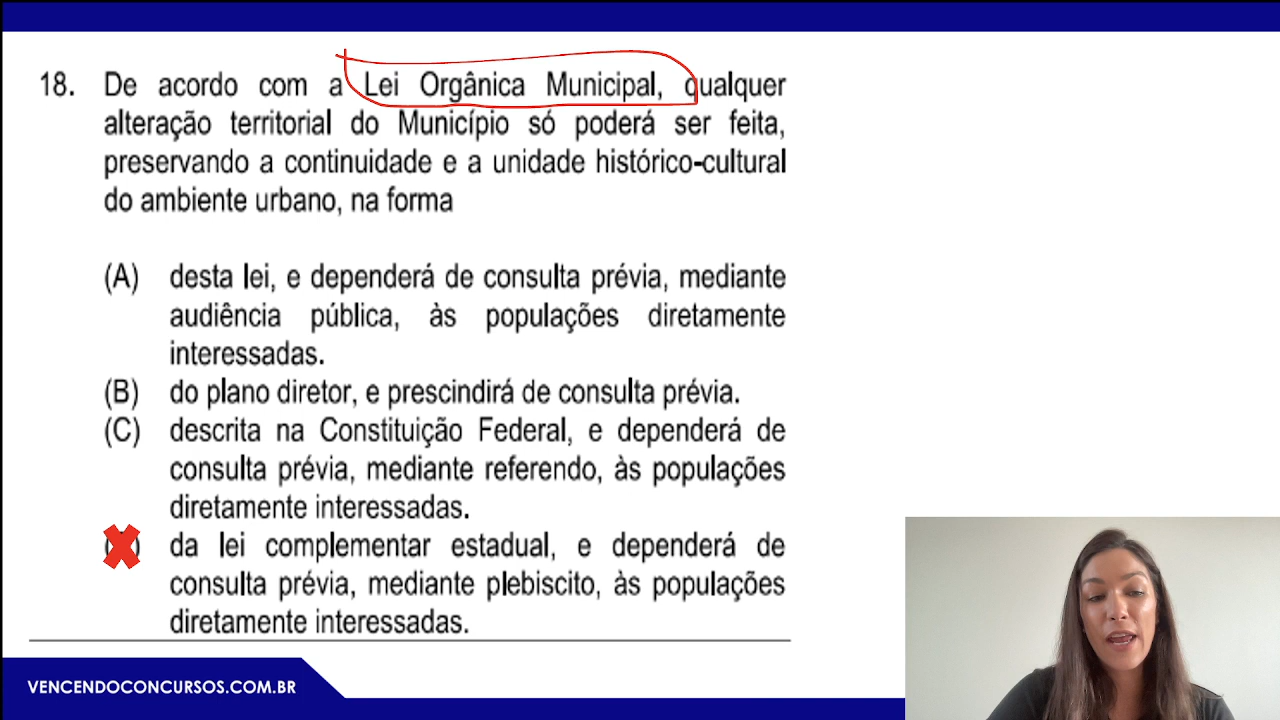 18. De acordo com a Lei Orgânica Municipal, qualquer
alteração territorial do Município só poderá ser feita,
preservando a continuidade e a unidade histórico-cultural
do ambiente urbano, na forma
(A) desta lei, e dependerá de consulta prévia, mediante
audiência pública, às populações diretamente
interessadas.
(B) do plano diretor, e prescindirá de consulta prévia.
(C) descrita na Constituição Federal, e dependerá de
consulta prévia, mediante referendo, às populações
diretamente interessadas.
da lei complementar estadual, e dependerá de
consulta prévia, mediante plebiscito, às populações
diretamente interessadas.
VENCENDOCONCURSOS.COM.BR